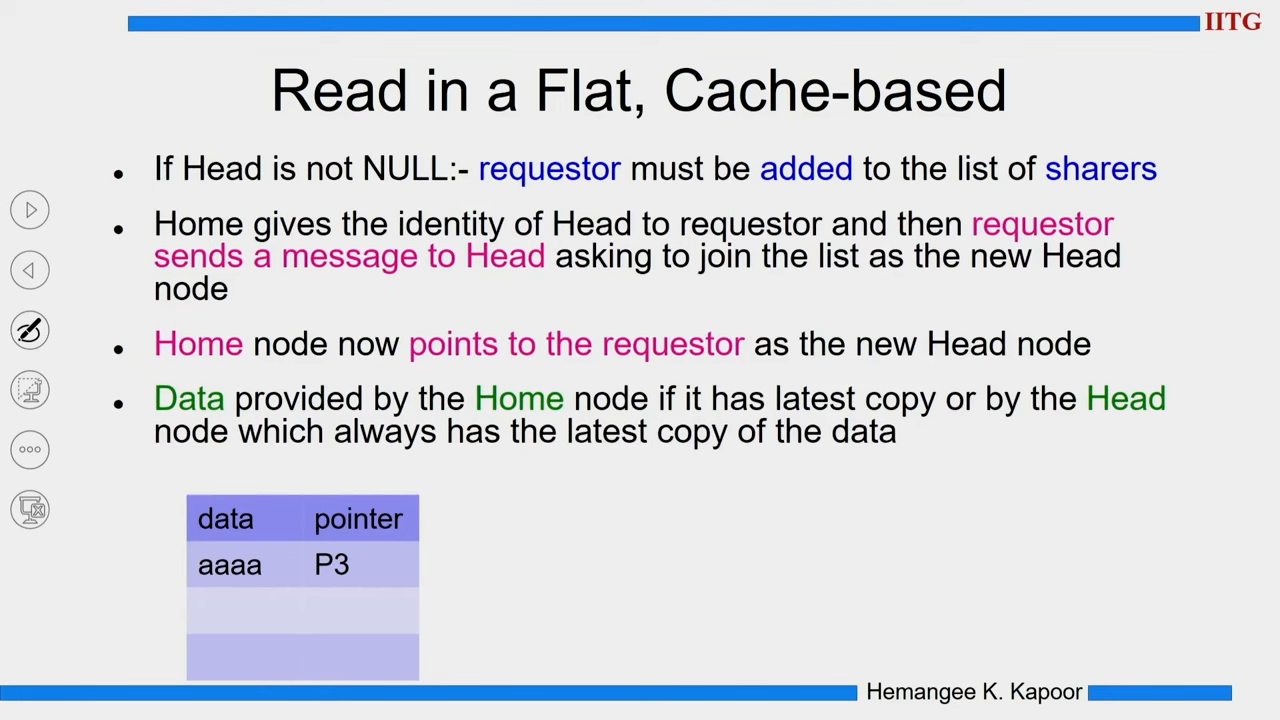 IITG
Read in a Flat, Cache-based
• If Head is not NULL:- requestor must be added to the list of sharers
• Home gives the identity of Head to requestor and then requestor
sends a message to Head asking to join the list as the new Head
node
• Home node now points to the requestor as the new Head node
• Data provided by the Home node if it has latest copy or by the Head
node which always has the latest copy of the data
data pointer
aaaa P3
Hemangee K. Kapoor